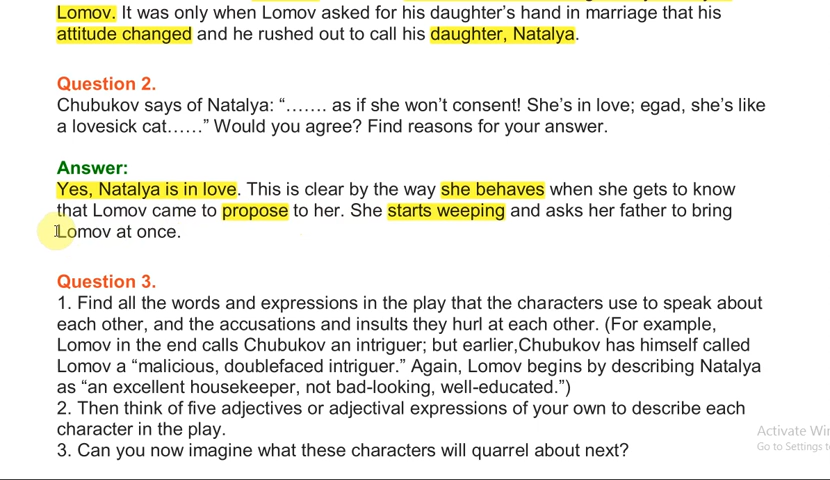 Lomov. It was only when Lomov asked for his daughter's hand in marriage that his
attitude changed and he rushed out to call his daughter, Natalya.
Question 2.
Chubukov says of Natalya: “……. as if she won't consent! She's in love; egad, she's like
a lovesick cat……” Would you agree? Find reasons for your answer.
Answer:
Yes, Natalya is in love. This is clear by the way she behaves when she gets to know
that Lomov came to propose to her. She starts weeping and asks her father to bring
Lomov at once.
Question 3.
1. Find all the words and expressions in the play that the characters use to speak about
each other, and the accusations and insults they hurl at each other. (For example,
Lomov in the end calls Chubukov an intriguer; but earlier,Chubukov has himself called
Lomov a “malicious, doublefaced intriguer.” Again, Lomov begins by describing Natalya
as “an excellent housekeeper, not bad-looking, well-educated.”)
2. Then think of five adjectives or adjectival expressions of your own to describe each
character in the play.
3. Can you now imagine what these characters will quarrel about next?
Activate Win
Go to Settings t